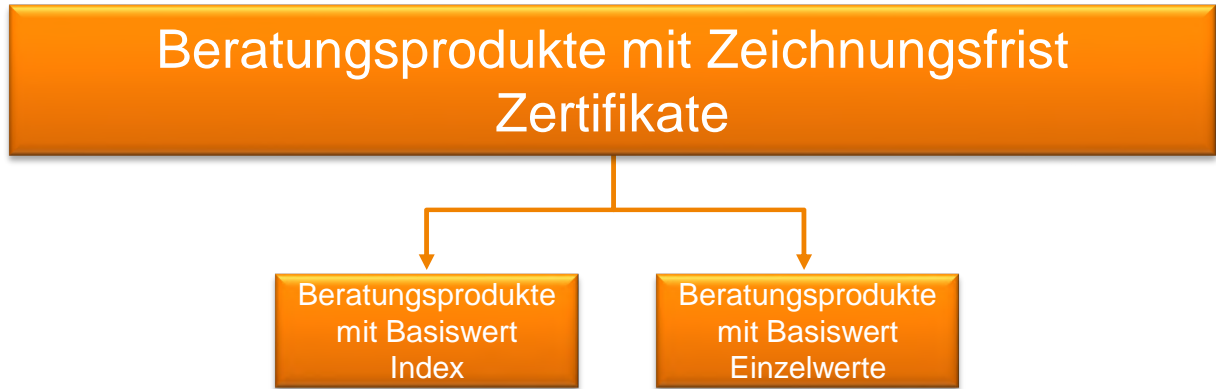 Beratungsprodukte mit Zeichnungsfrist
Zertifikate
Beratungsprodukte
mit Basiswert
Index
Beratungsprodukte
mit Basiswert
Einzelwerte